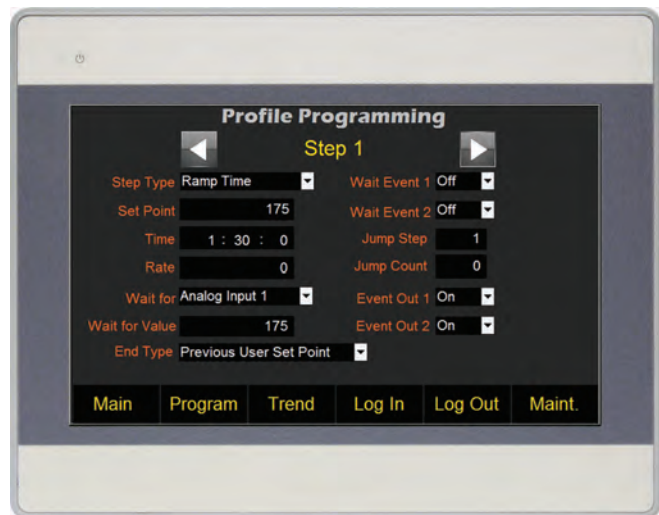 Profile Programming
Step 1
Step Type Ramp Time Wait Event 1 Off
Set Point 175 Wait Event 2 Off
Time 1 : 30 : 0 Jump Step 1
Rate 0 Jump Count 0
Wait for Analog Input 1 Event Out 1 On
Wait for Value 175 Event Out 2 On
End Type Previous User Set Point
Main Program Trend Log In Log Out Maint.